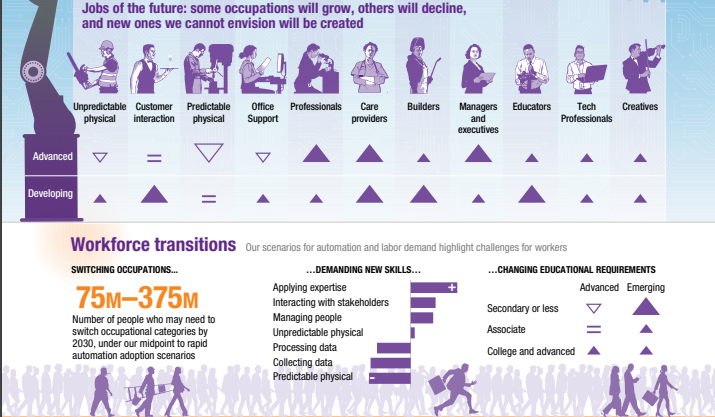 Jobs of the future: some occupations will grow, others will decline,
and new ones we cannot envision will be created
Unpredictable
physical
Customer
interaction
Predictable
physical
Office
Support
Professionals
Care
providers
Builders
Managers
and
executives
Educators
Tech
Professionals
Creatives
Advanced
=
Developing
=
Workforce transitions Our scenarios for automation and labor demand highlight challenges for workers
SWITCHING OCCUPATIONS...
75M–375M
Number of people who may need to
switch occupational categories by
2030, under our midpoint to rapid
automation adoption scenarios
...DEMANDING NEW SKILLS...
Applying expertise +
Interacting with stakeholders
Managing people
Unpredictable physical
Processing data
Collecting data
Predictable physical -
...CHANGING EDUCATIONAL REQUIREMENTS
Advanced Emerging
Secondary or less
Associate =
College and advanced